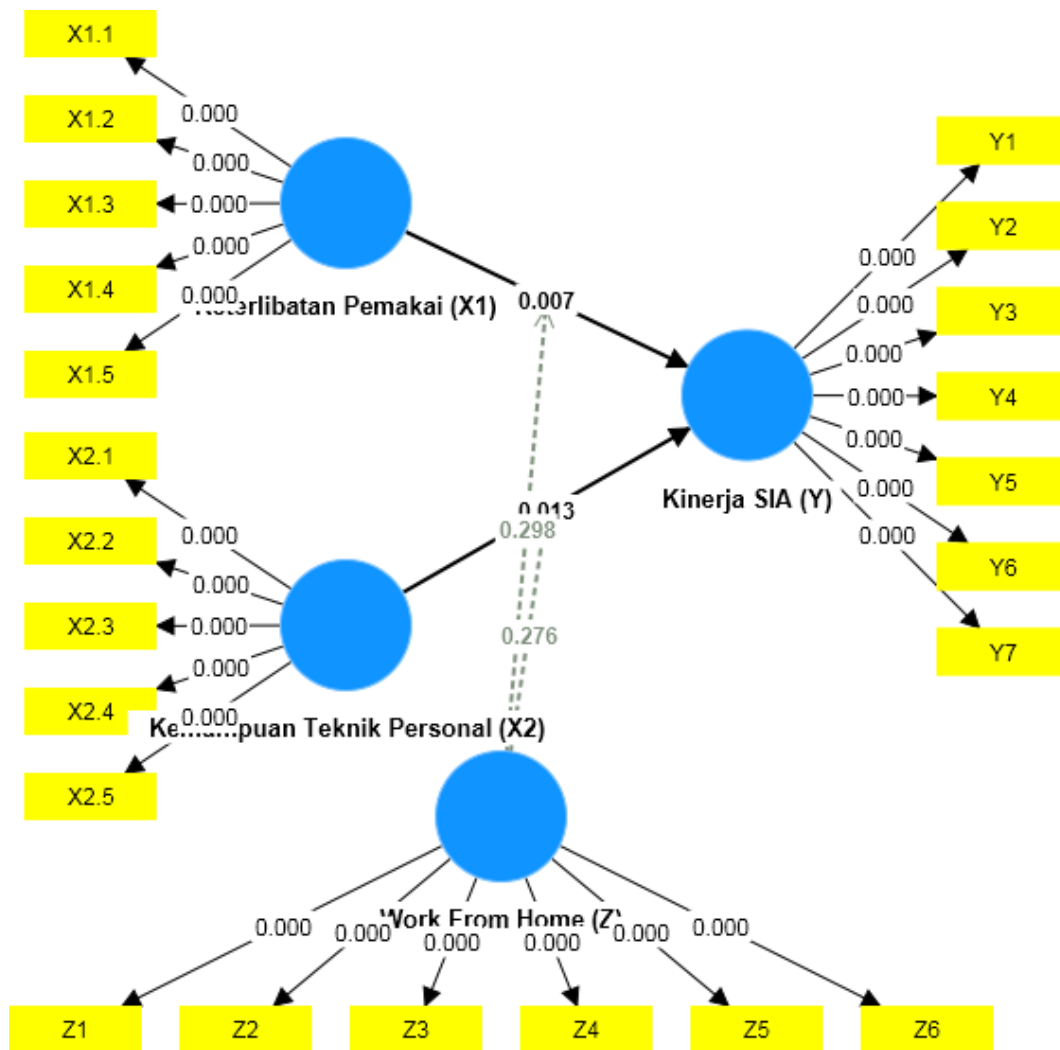 X1.1
0.000
X1.2
0.000
X1.3
0.000
X1.4
0.000
X1.5
0.000
Pemakai (X1)
X2.1
0.000
X2.2
0.000
X2.3
0.000
X2.4
0.000
X2.5
0.000
Teknik Personal (X2)
0.007
0.013
0.298
0.276
Y1
0.000
Y2
0.000
Y3
0.000
Y4
0.000
Y5
0.000
Y6
0.000
Y7
0.000
Kinerja SIA (Y)
Work From Home (Z)
0.000
0.000
0.000
0.000
0.000
0.000
Z1
Z2
Z3
Z4
Z5
Z6